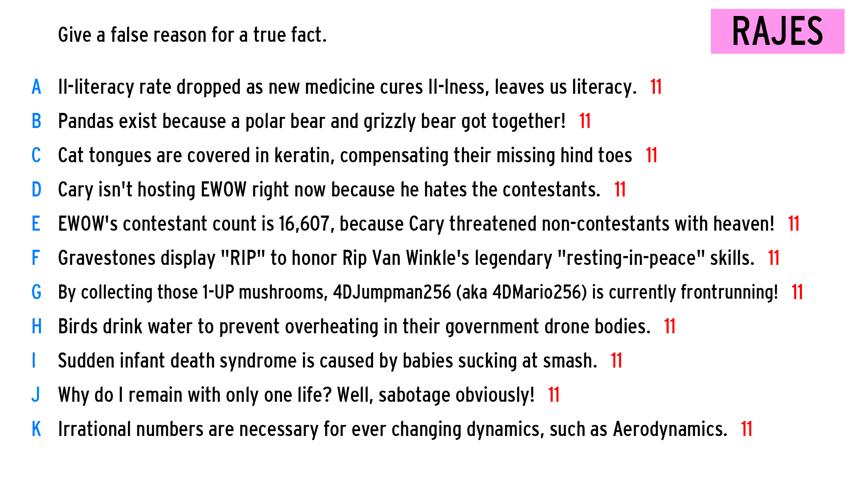 Give a false reason for a true fact.
RAJES
A Il-literacy rate dropped as new medicine cures Il-lness, leaves us literacy. 11
B Pandas exist because a polar bear and grizzly bear got together! 11
C Cat tongues are covered in keratin, compensating their missing hind toes 11
D Cary isn't hosting EWOW right now because he hates the contestants. 11
E EWOW's contestant count is 16,607, because Cary threatened non-contestants with heaven! 11
F Gravestones display "RIP" to honor Rip Van Winkle's legendary "resting-in-peace" skills. 11
G By collecting those 1-UP mushrooms, 4DJumpman256 (aka 4DMario256) is currently frontrunning! 11
H Birds drink water to prevent overheating in their government drone bodies. 11
I Sudden infant death syndrome is caused by babies sucking at smash. 11
J Why do I remain with only one life? Well, sabotage obviously! 11
K Irrational numbers are necessary for ever changing dynamics, such as Aerodynamics. 11